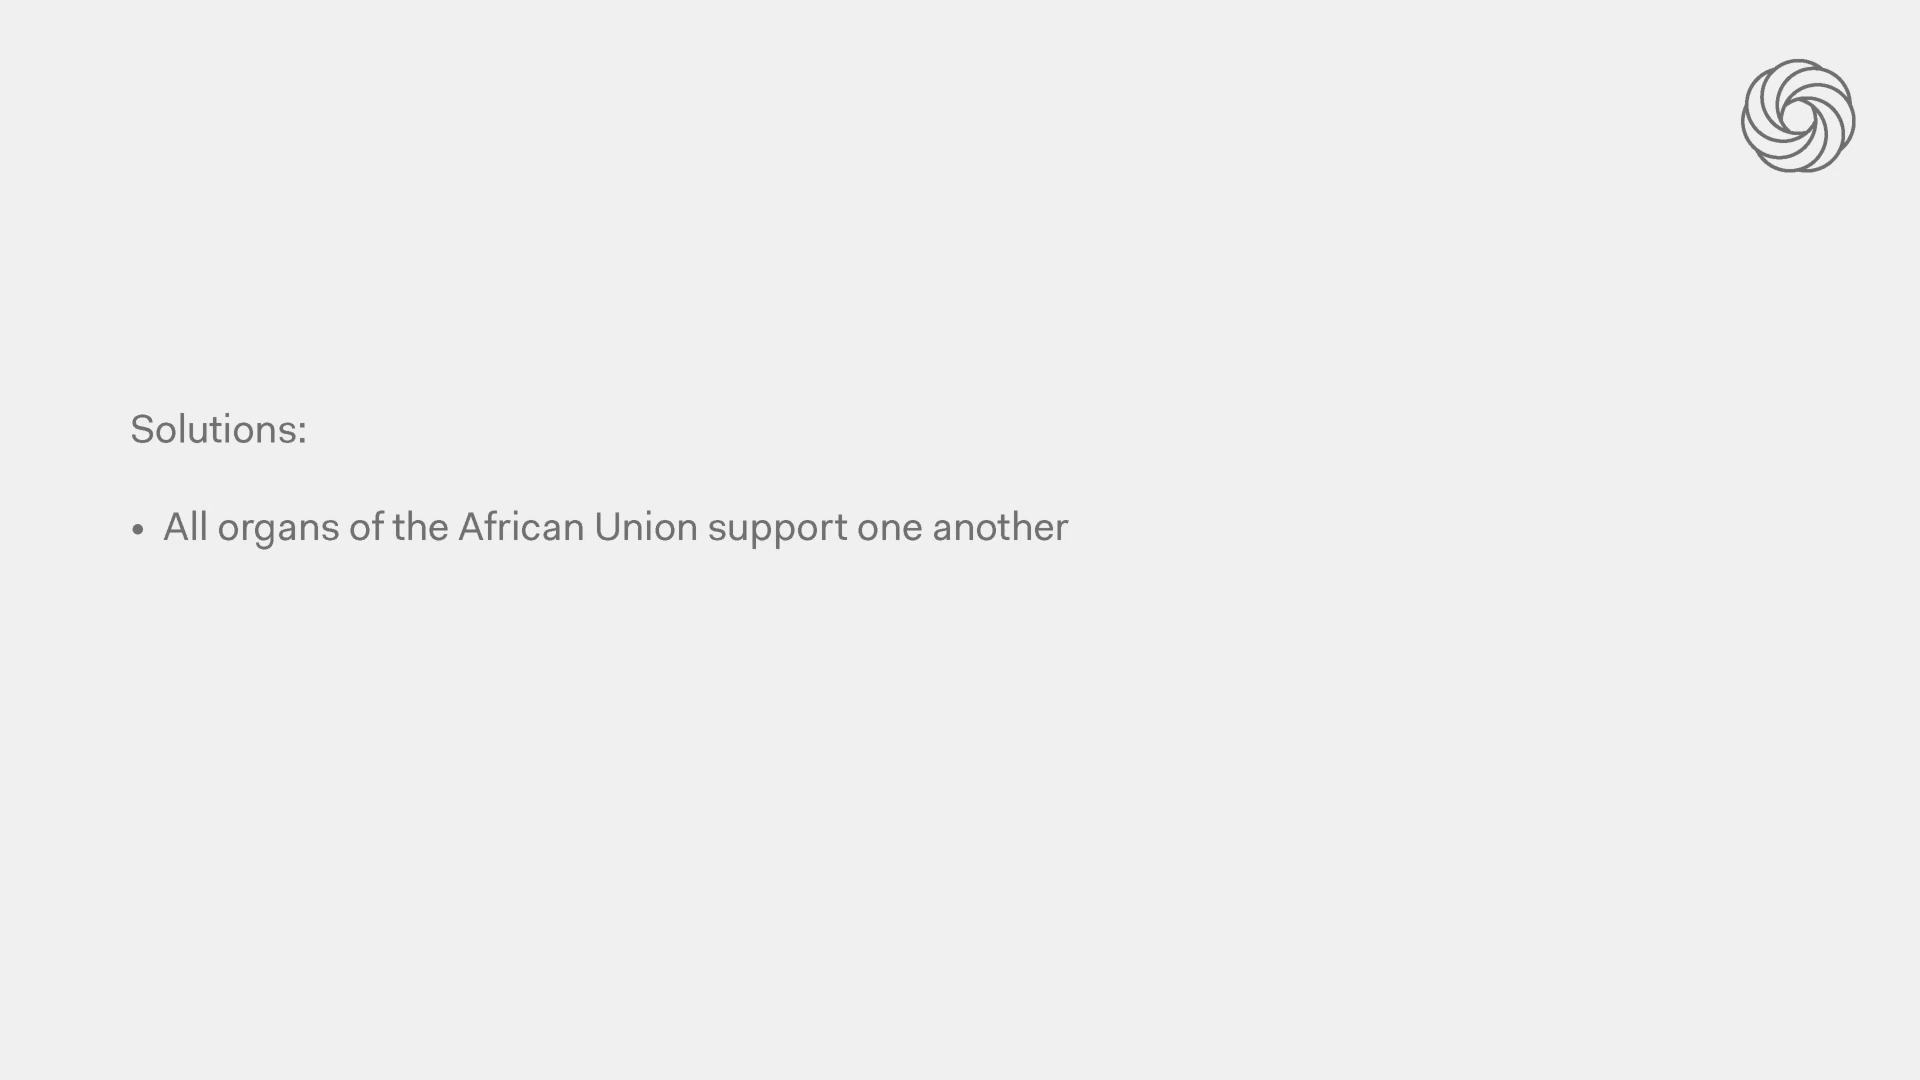 Solutions:
• All organs of the African Union support one another